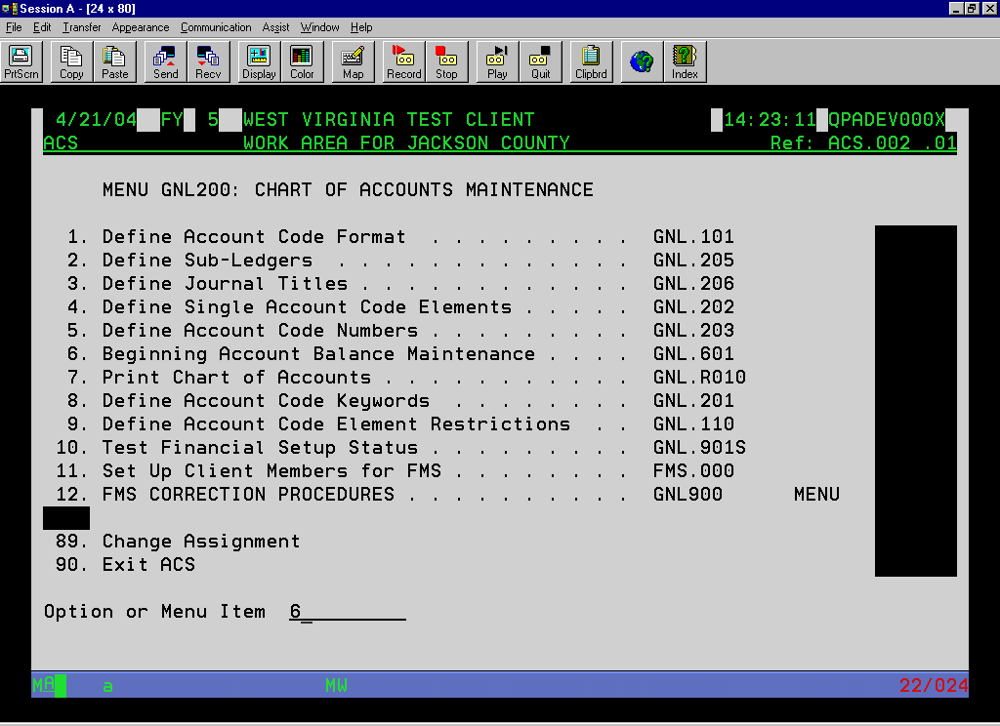 Session A - [24 x 80]
File Edit Transfer Appearance Communication Assist Window Help
PrtScrn Copy Paste Send Recv Display Color Map Record Stop Play Quit Clipbrd Index
4/21/04 FY 5 WEST VIRGINIA TEST CLIENT 14:23:11 QPADEV000X
ACS WORK AREA FOR JACKSON COUNTY Ref: ACS.002 .01
MENU GNL200: CHART OF ACCOUNTS MAINTENANCE
1. Define Account Code Format . . . . . . . . . GNL.101
2. Define Sub-Ledgers . . . . . . . . . . . . . GNL.205
3. Define Journal Titles . . . . . . . . . . . . GNL.206
4. Define Single Account Code Elements . . . . . GNL.202
5. Define Account Code Numbers . . . . . . . . . GNL.203
6. Beginning Account Balance Maintenance . . . . GNL.601
7. Print Chart of Accounts . . . . . . . . . . . GNL.R010
8. Define Account Code Keywords . . . . . . . . GNL.201
9. Define Account Code Element Restrictions . . GNL.110
10. Test Financial Setup Status . . . . . . . . . GNL.901S
11. Set Up Client Members for FMS . . . . . . . . FMS.000
12. FMS CORRECTION PROCEDURES . . . . . . . . . . GNL900 MENU
89. Change Assignment
90. Exit ACS
Option or Menu Item 6_
MA a MW 22/024